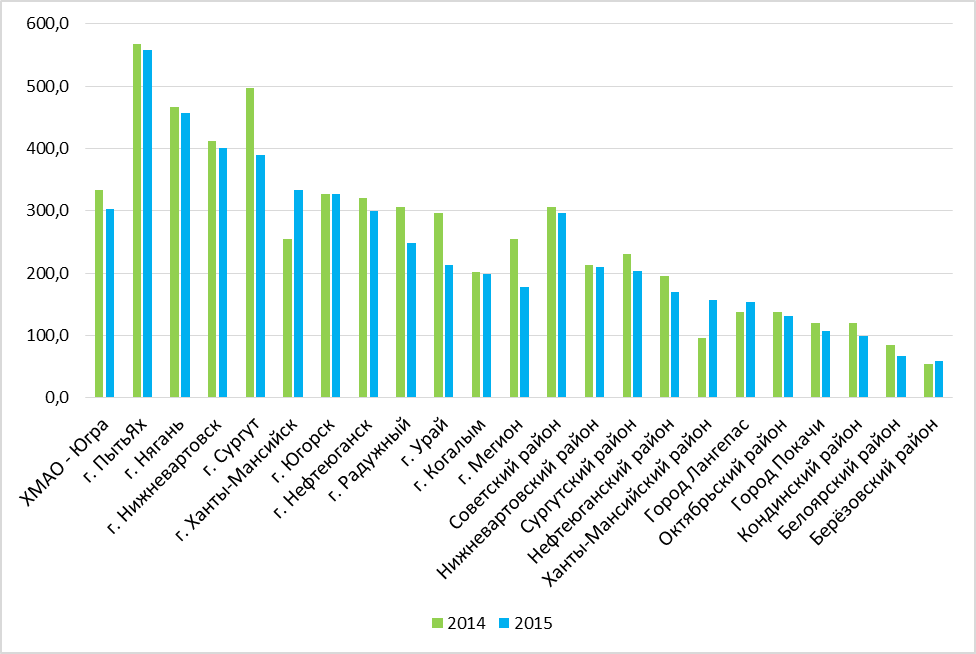 600,0
500,0
400,0
300,0
200,0
100,0
0,0
ХМАО - Югра
г. ПытьЯх
г. Нягань
г. Нижневартовск
г. Сургут
г. Ханты-Мансийск
г. Югорск
г. Нефтеюганск
г. Радужный
г. Урай
г. Когалым
г. Мегион
Советский район
Нижневартовский район
Сургутский район
Нефтеюганский район
Ханты-Мансийский район
Город Лангепас
Октябрьский район
Город Покачи
Кондинский район
Белоярский район
Берёзовский район
2014
2015